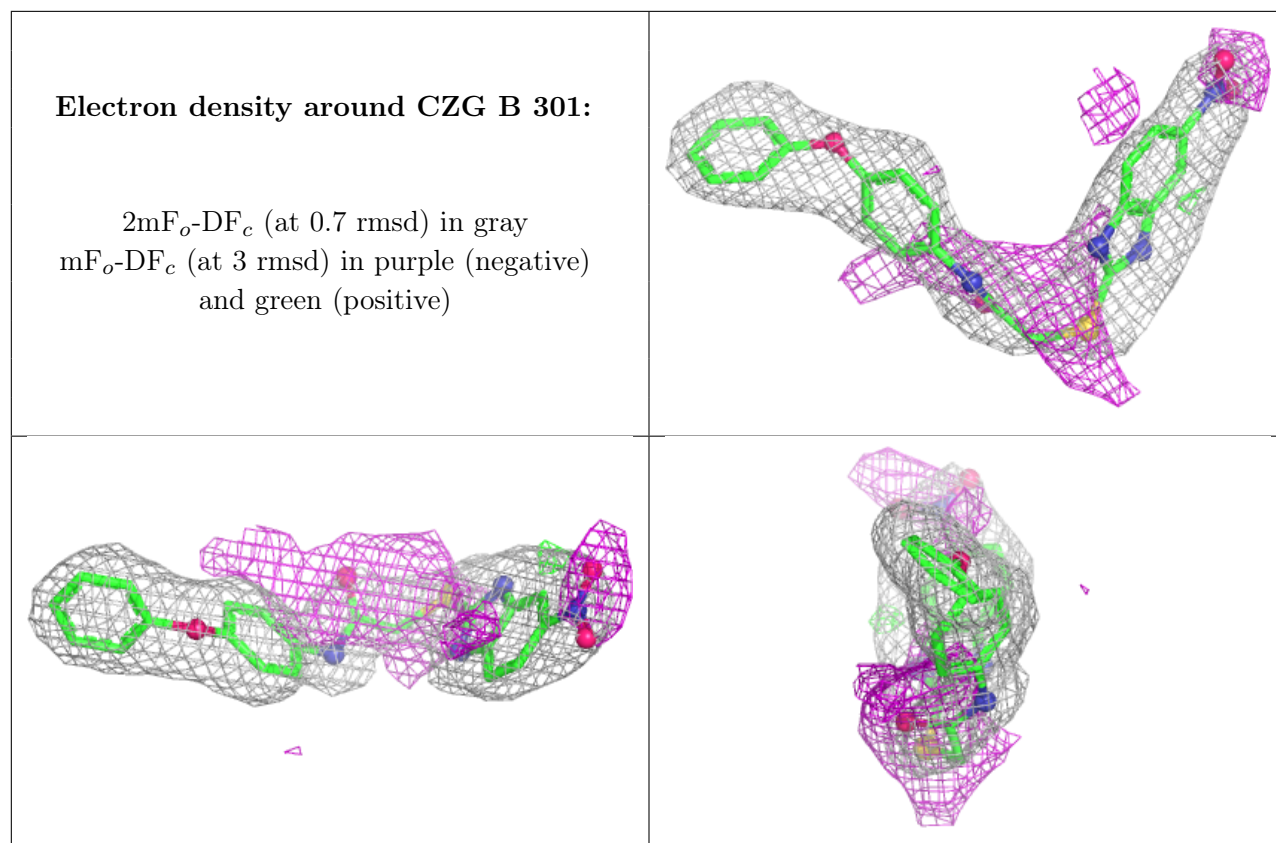 Electron density around CZG B 301:
2mFo-DFc (at 0.7 rmsd) in gray
mFo-DFc (at 3 rmsd) in purple (negative)
and green (positive)